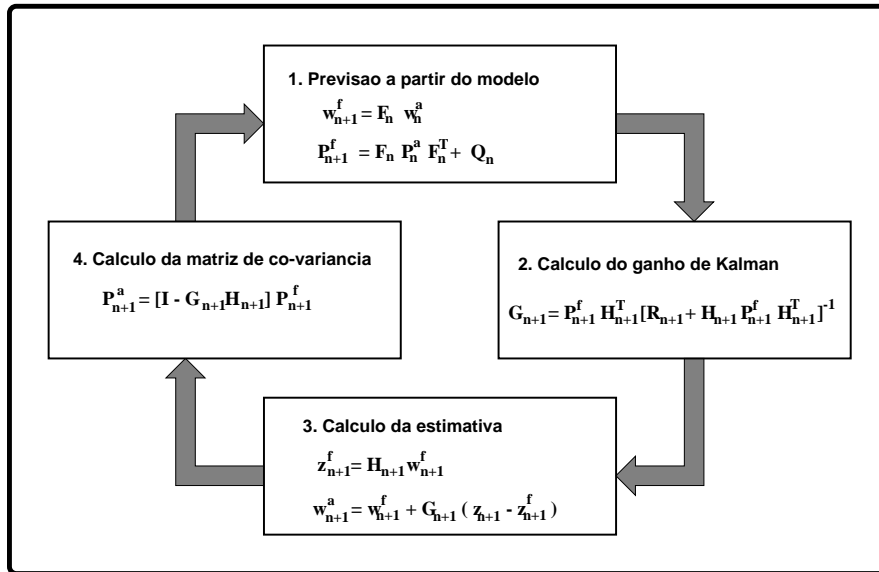 1. Previsao a partir do modelo
w^f_{n+1} = F_n w^a_n
P^f_{n+1} = F_n P^a_n F^T_n + Q_n
2. Calculo do ganho de Kalman
G_{n+1} = P^f_{n+1} H^T_{n+1} [R_{n+1} + H_{n+1} P^f_{n+1} H^T_{n+1}]^{-1}
3. Calculo da estimativa
z^f_{n+1} = H_{n+1} w^f_{n+1}
w^a_{n+1} = w^f_{n+1} + G_{n+1} ( z_{n+1} - z^f_{n+1} )
4. Calculo da matriz de co-variancia
P^a_{n+1} = [I - G_{n+1} H_{n+1}] P^f_{n+1}